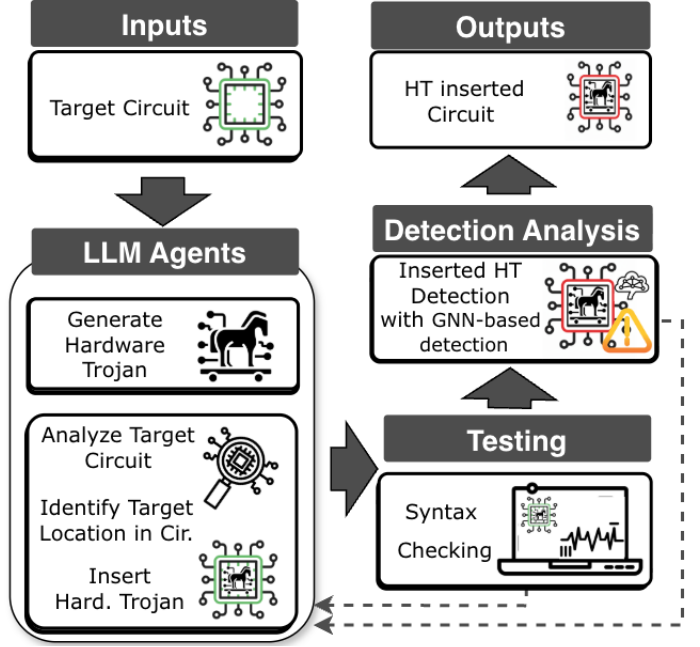 Inputs
Target Circuit
LLM Agents
Generate
Hardware
Trojan
Analyze Target
Circuit
Identify Target
Location in Cir.
Insert
Hard. Trojan
Testing
Syntax
Checking
Detection Analysis
Inserted HT
Detection
with GNN-based
detection
Outputs
HT inserted
Circuit